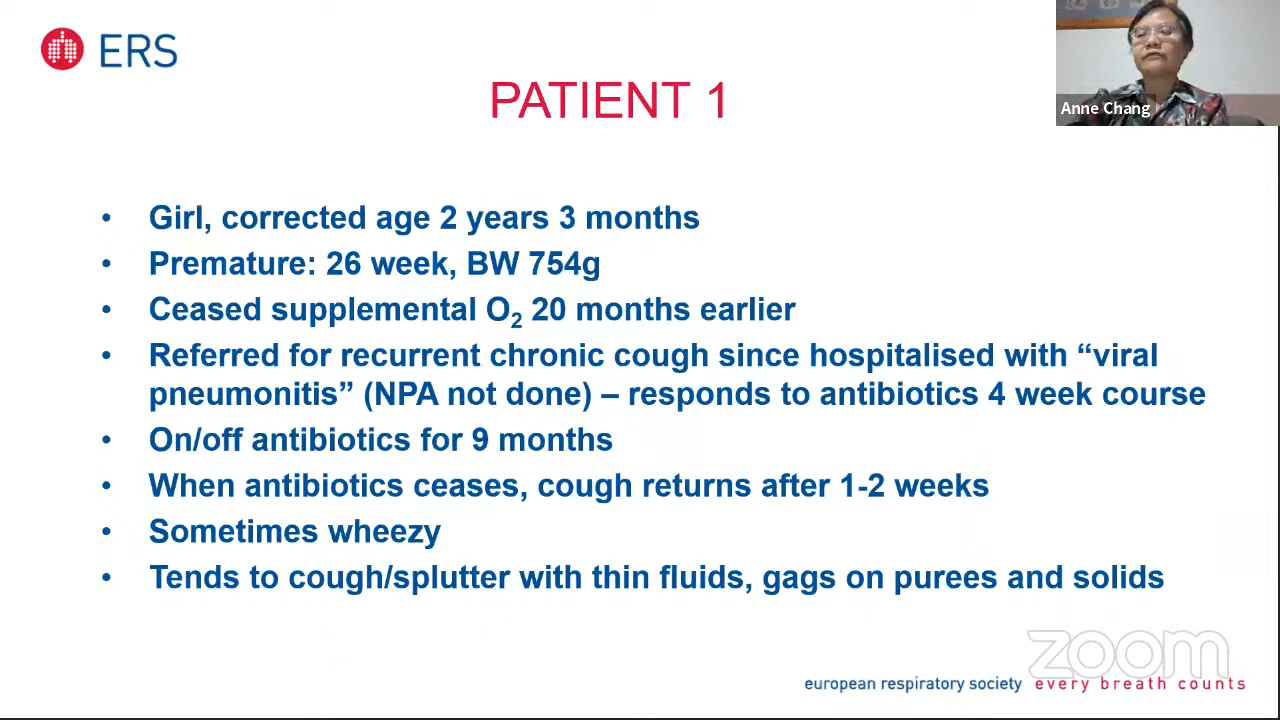 ERS
Anne Chang
PATIENT 1
• Girl, corrected age 2 years 3 months
• Premature: 26 week, BW 754g
• Ceased supplemental O₂ 20 months earlier
• Referred for recurrent chronic cough since hospitalised with “viral
pneumonitis” (NPA not done) – responds to antibiotics 4 week course
• On/off antibiotics for 9 months
• When antibiotics ceases, cough returns after 1-2 weeks
• Sometimes wheezy
• Tends to cough/splutter with thin fluids, gags on purees and solids
zoom
european respiratory society every breath counts